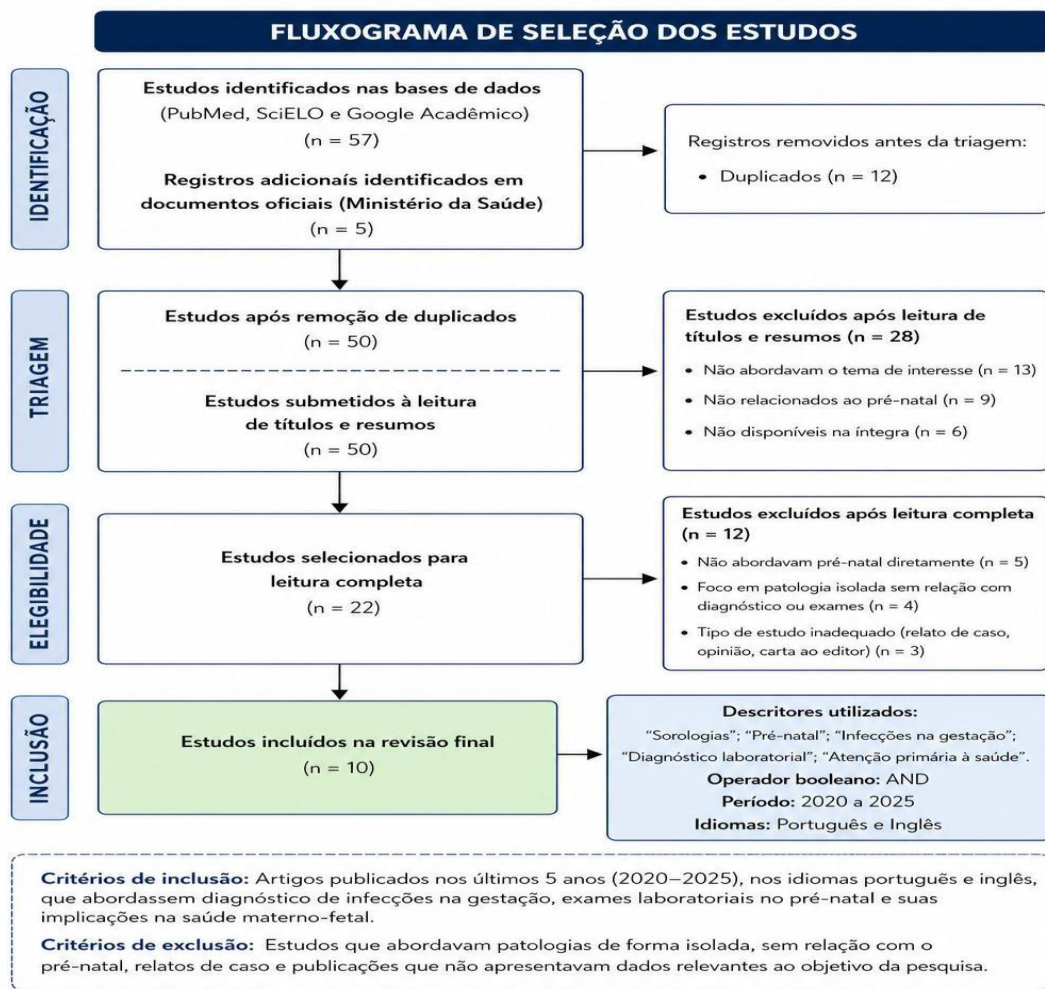 FLUXOGRAMA DE SELEÇÃO DOS ESTUDOS
IDENTIFICAÇÃO
Estudos identificados nas bases de dados
(PubMed, SciELO e Google Acadêmico)
(n = 57)
Registros adicionais identificados em
documentos oficiais (Ministério da Saúde)
(n = 5)
Registros removidos antes da triagem:
• Duplicados (n = 12)
TRIAGEM
Estudos após remoção de duplicados
(n = 50)
Estudos submetidos à leitura
de títulos e resumos
(n = 50)
Estudos excluídos após leitura de
títulos e resumos (n = 28)
• Não abordavam o tema de interesse (n = 13)
• Não relacionados ao pré-natal (n = 9)
• Não disponíveis na íntegra (n = 6)
ELEGIBILIDADE
Estudos selecionados para
leitura completa
(n = 22)
Estudos excluídos após leitura completa
(n = 12)
• Não abordavam pré-natal diretamente (n = 5)
• Foco em patologia isolada sem relação com
diagnóstico ou exames (n = 4)
• Tipo de estudo inadequado (relato de caso,
opinião, carta ao editor) (n = 3)
INCLUSÃO
Estudos incluídos na revisão final
(n = 10)
Descritores utilizados:
“Sorologias”; “Pré-natal”; “Infecções na gestação”;
“Diagnóstico laboratorial”; “Atenção primária à saúde”.
Operador booleano: AND
Período: 2020 a 2025
Idiomas: Português e Inglês
Critérios de inclusão: Artigos publicados nos últimos 5 anos (2020–2025), nos idiomas português e inglês,
que abordassem diagnóstico de infecções na gestação, exames laboratoriais no pré-natal e suas
implicações na saúde materno-fetal.
Critérios de exclusão: Estudos que abordavam patologias de forma isolada, sem relação com o
pré-natal, relatos de caso e publicações que não apresentavam dados relevantes ao objetivo da pesquisa.